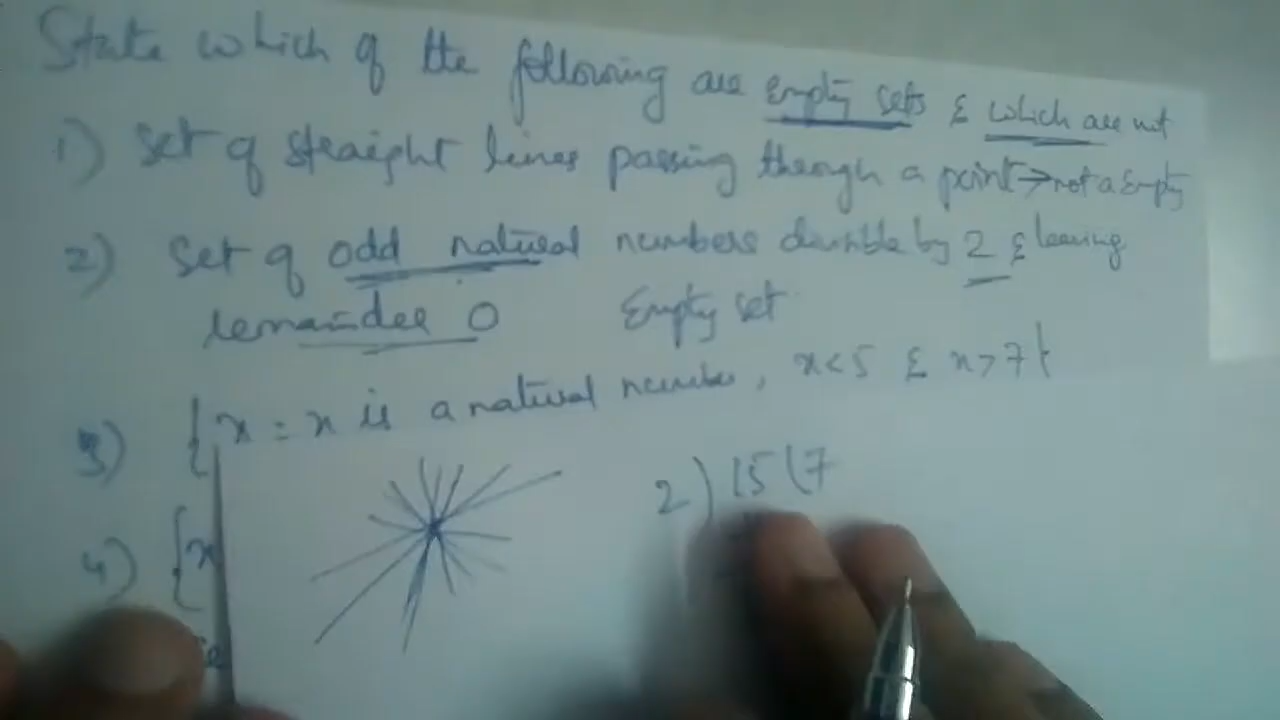 State which of the following are Empty sets & which are not
1) Set of straight lines passing through a point → not a Empty
2) Set of odd natural numbers divisible by 2 & leaving
remainder 0 Empty set
3) {x : x is a natural number, x < 5 & x > 7}
2) 15 (7
4) {x